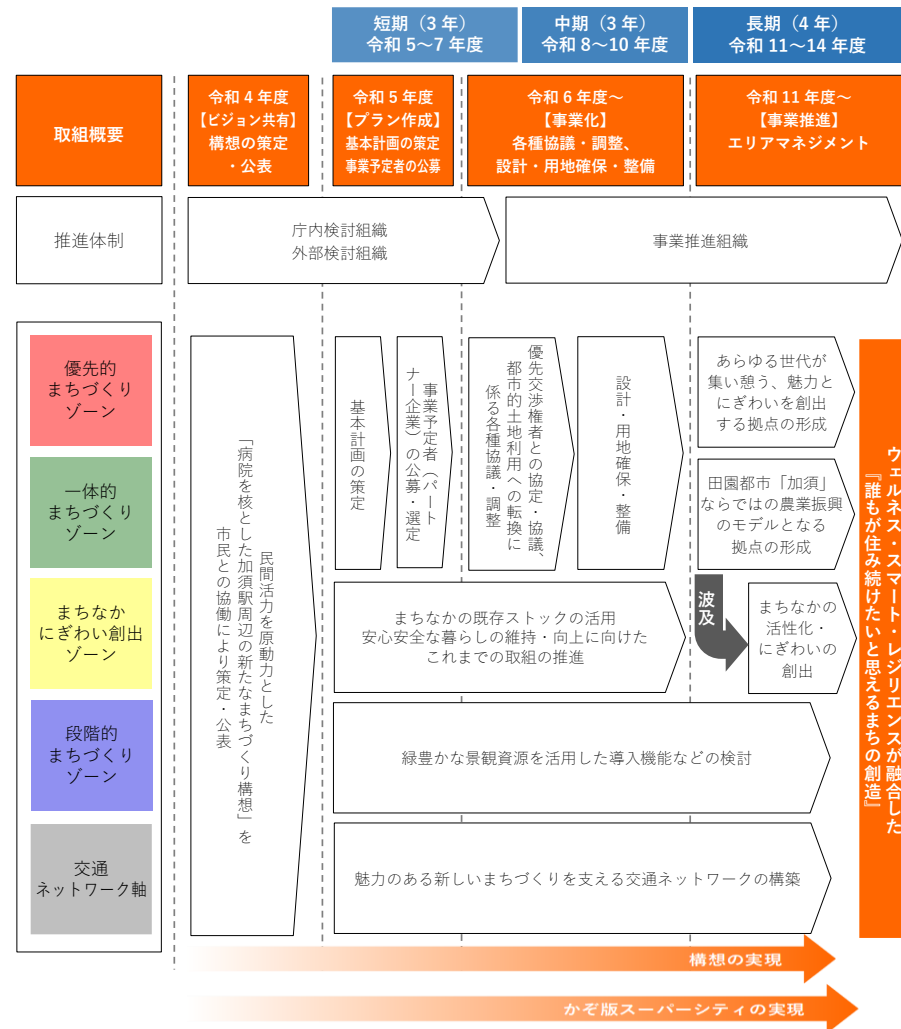 短期（3 年）
令和 5～7 年度
中期（3 年）
令和 8～10 年度
長期（4 年）
令和 11～14 年度
取組概要
令和 4 年度
【ビジョン共有】
構想の策定
・公表
令和 5 年度
【プラン作成】
基本計画の策定
事業予定者の公募
令和 6 年度～
【事業化】
各種協議・調整、
設計・用地確保・整備
令和 11 年度～
【事業推進】
エリアマネジメント
推進体制
庁内検討組織
外部検討組織
事業推進組織
優先的
まちづくり
ゾーン
一体的
まちづくり
ゾーン
まちなか
にぎわい創出
ゾーン
段階的
まちづくり
ゾーン
交通
ネットワーク軸
民間活力を原動力とした
「病院を核とした加須駅周辺の新たなまちづくり構想」を
市民との協働により策定・公表
基本計画の策定
事業予定者（パート
ナー企業）の公募・選定
優先交渉権者との協定・協議、
都市的土地利用への転換に
係る各種協議・調整
設計・用地確保・整備
あらゆる世代が
集い憩う、魅力と
にぎわいを創出
する拠点の形成
田園都市「加須」
ならではの農業振興
のモデルとなる
拠点の形成
まちなかの既存ストックの活用
安心安全な暮らしの維持・向上に向けた
これまでの取組の推進
波及
まちなかの
活性化・
にぎわいの
創出
緑豊かな景観資源を活用した導入機能などの検討
魅力のある新しいまちづくりを支える交通ネットワークの構築
ウェルネス・スマート・レジリエンスが融合した
『誰もが住み続けたいと思えるまちの創造』
構想の実現
かぞ版スーパーシティの実現